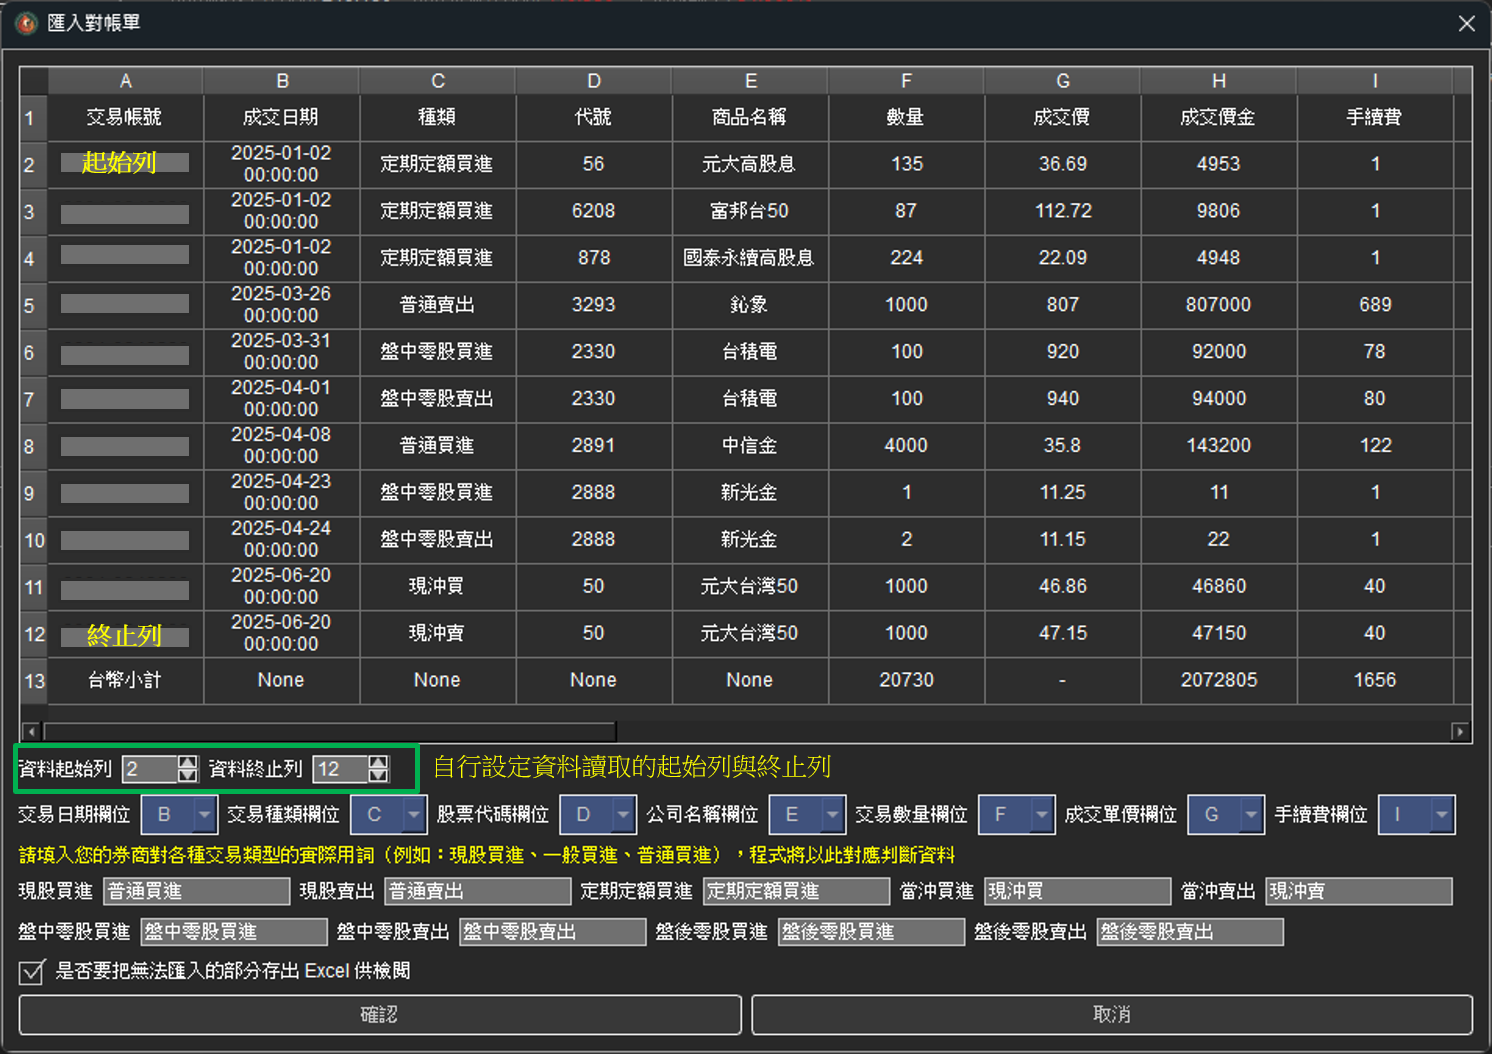 匯入對帳單
A B C D E F G H I
1 交易帳號 成交日期 種類 代號 商品名稱 數量 成交價 成交價金 手續費
2 起始列 2025-01-02 00:00:00 定期定額買進 56 元大高股息 135 36.69 4953 1
3 2025-01-02 00:00:00 定期定額買進 6208 富邦台50 87 112.72 9806 1
4 2025-01-02 00:00:00 定期定額買進 878 國泰永續高股息 224 22.09 4948 1
5 2025-03-26 00:00:00 普通賣出 3293 鈊象 1000 807 807000 689
6 2025-03-31 00:00:00 盤中零股買進 2330 台積電 100 920 92000 78
7 2025-04-01 00:00:00 盤中零股賣出 2330 台積電 100 940 94000 80
8 2025-04-08 00:00:00 普通買進 2891 中信金 4000 35.8 143200 122
9 2025-04-23 00:00:00 盤中零股買進 2888 新光金 1 11.25 11 1
10 2025-04-24 00:00:00 盤中零股賣出 2888 新光金 2 11.15 22 1
11 2025-06-20 00:00:00 現沖買 50 元大台灣50 1000 46.86 46860 40
12 終止列 2025-06-20 00:00:00 現沖賣 50 元大台灣50 1000 47.15 47150 40
13 台幣小計 None None None None 20730 - 2072805 1656
資料起始列 2 資料終止列 12 自行設定資料讀取的起始列與終止列
交易日期欄位 B 交易種類欄位 C 股票代碼欄位 D 公司名稱欄位 E 交易數量欄位 F 成交單價欄位 G 手續費欄位 I
請填入您的券商對各種交易類型的實際用詞（例如：現股買進、一般買進、普通買進），程式將以此對應判斷資料
現股買進 普通買進 現股賣出 普通賣出 定期定額買進 定期定額買進 當沖買進 現沖買 當沖賣出 現沖賣
盤中零股買進 盤中零股買進 盤中零股賣出 盤中零股賣出 盤後零股買進 盤後零股買進 盤後零股賣出 盤後零股賣出
是否要把無法匯入的部分存出 Excel 供檢閱
確認 取消